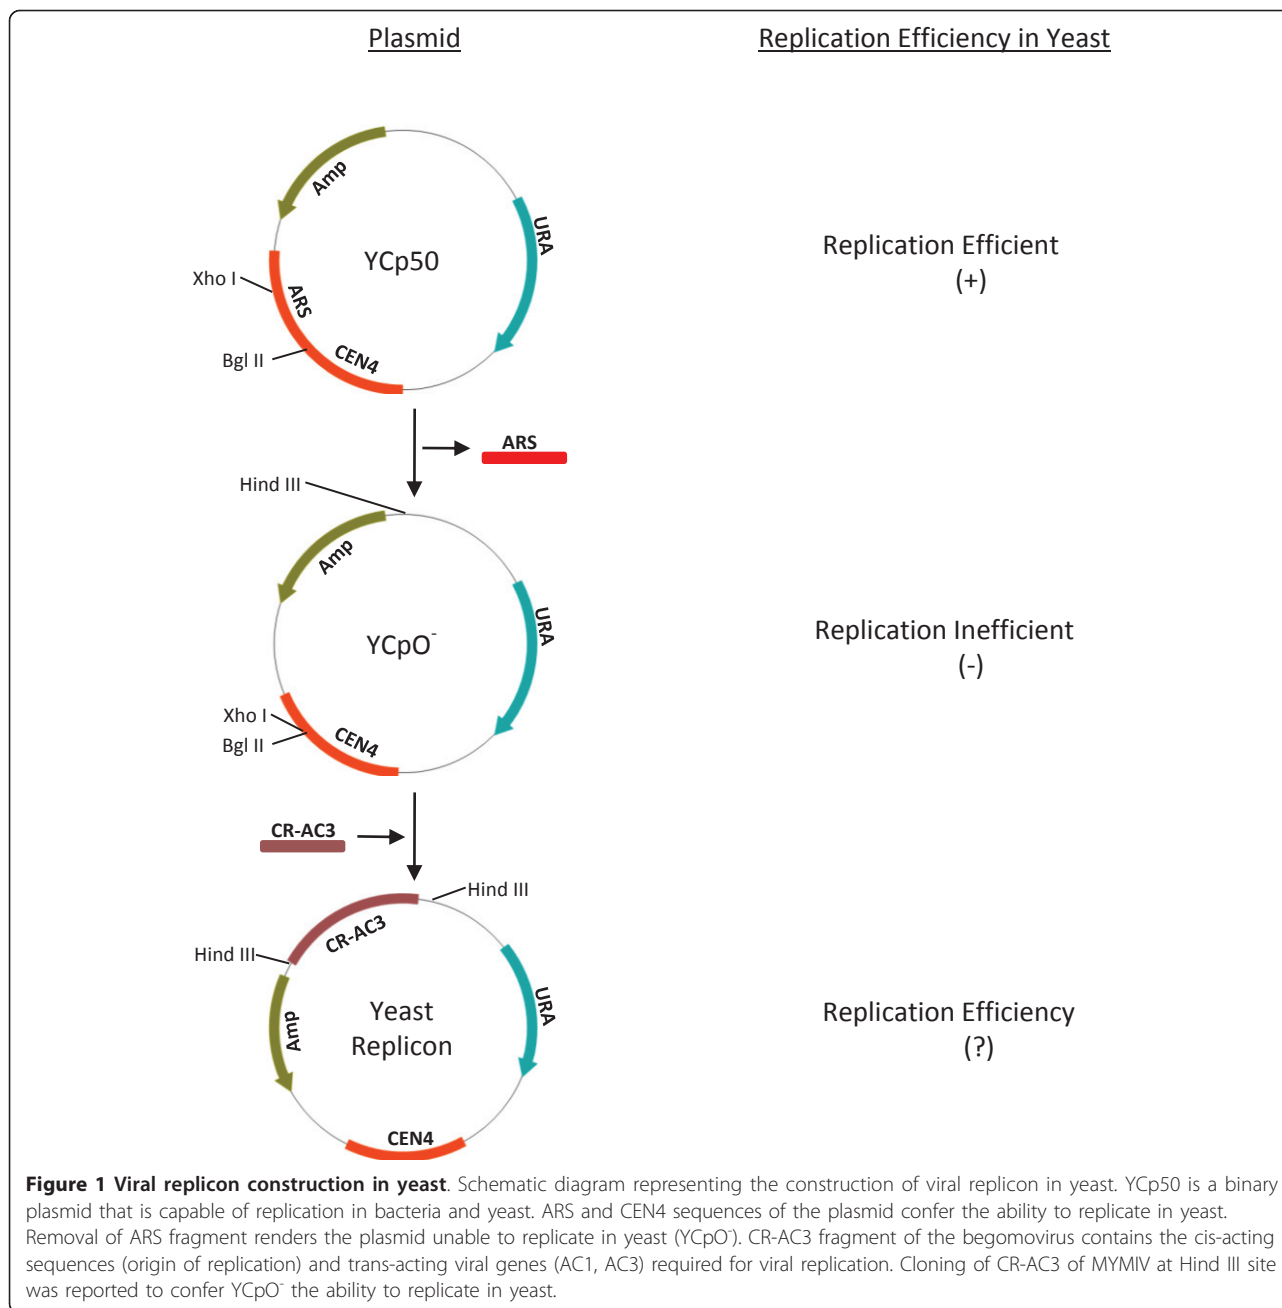 Plasmid
Replication Efficiency in Yeast
Amp
URA
YCp50
Replication Efficient
(+)
Xho I
ARS
Bgl II
CEN4
ARS
Hind III
Amp
URA
YCpO⁻
Replication Inefficient
(-)
Xho I
Bgl II
CEN4
CR-AC3
Hind III
CR-AC3
Hind III
URA
Amp
Yeast
Replicon
Replication Efficiency
(?)
CEN4
Figure 1 Viral replicon construction in yeast. Schematic diagram representing the construction of viral replicon in yeast. YCp50 is a binary
plasmid that is capable of replication in bacteria and yeast. ARS and CEN4 sequences of the plasmid confer the ability to replicate in yeast.
Removal of ARS fragment renders the plasmid unable to replicate in yeast (YCpO⁻). CR-AC3 fragment of the begomovirus contains the cis-acting
sequences (origin of replication) and trans-acting viral genes (AC1, AC3) required for viral replication. Cloning of CR-AC3 of MYMIV at Hind III site
was reported to confer YCpO⁻ the ability to replicate in yeast.